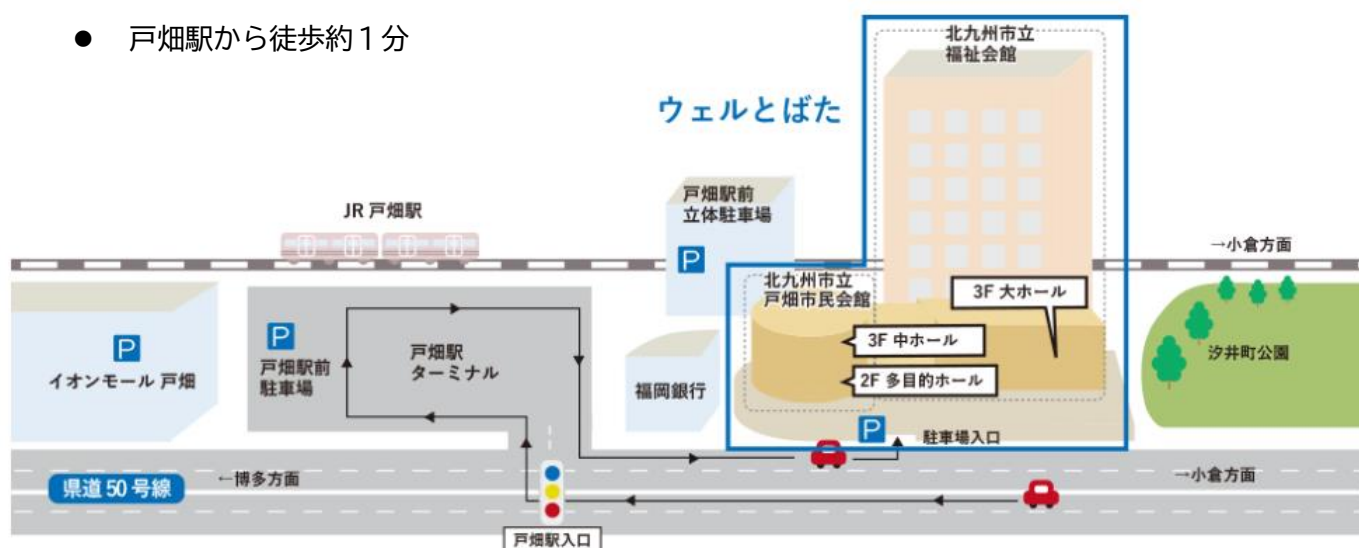 ● 戸畑駅から徒歩約１分
北九州市立
福祉会館
ウェルとばた
戸畑駅前
立体駐車場
P
JR 戸畑駅
→小倉方面
北九州市立
戸畑市民会館
3F 大ホール
3F 中ホール
2F 多目的ホール
P
イオンモール 戸畑
P
戸畑駅前
駐車場
戸畑駅
ターミナル
福岡銀行
汐井町公園
P
駐車場入口
県道 50 号線
←博多方面
→小倉方面
戸畑駅入口